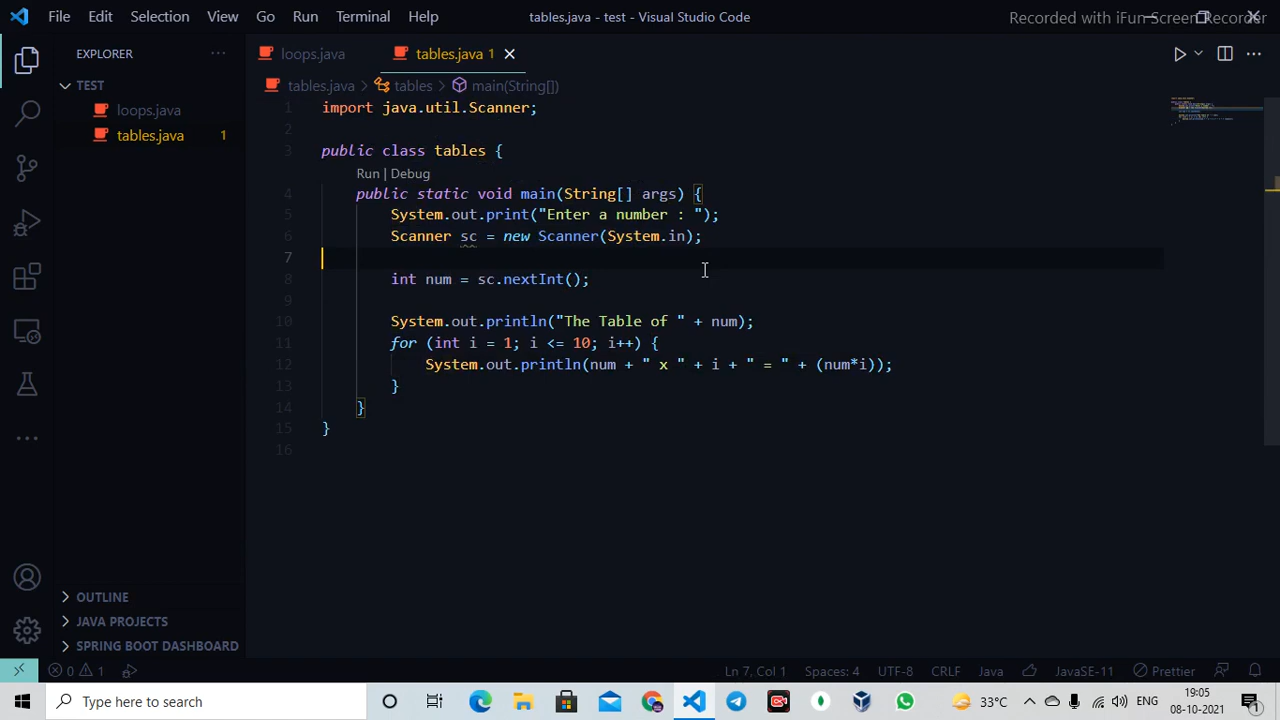 File Edit Selection View Go Run Terminal Help tables.java - test - Visual Studio Code Recorded with iFun Screen Recorder
EXPLORER
loops.java tables.java 1
TEST
tables.java tables main(String[])
loops.java
tables.java 1
1 import java.util.Scanner;
2
3 public class tables {
Run | Debug
4 public static void main(String[] args) {
5 System.out.print("Enter a number : ");
6 Scanner sc = new Scanner(System.in);
7
8 int num = sc.nextInt();
9
10 System.out.println("The Table of " + num);
11 for (int i = 1; i <= 10; i++) {
12 System.out.println(num + " x " + i + " = " + (num*i));
13 }
14 }
15 }
16
OUTLINE
JAVA PROJECTS
SPRING BOOT DASHBOARD
0 1 Ln 7, Col 1 Spaces: 4 UTF-8 CRLF Java JavaSE-11 Prettier
Type here to search 33°C ENG 19:05
08-10-2021 1